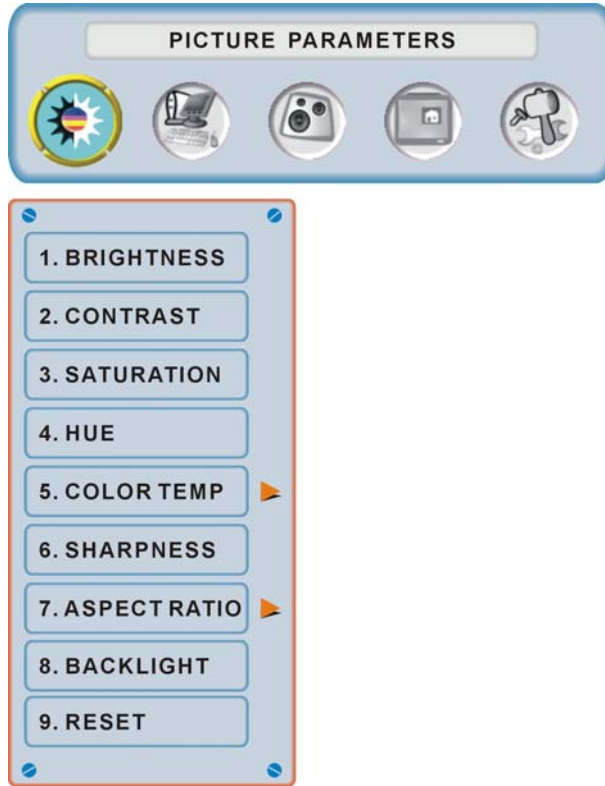 PICTURE PARAMETERS
1. BRIGHTNESS
2. CONTRAST
3. SATURATION
4. HUE
5. COLOR TEMP
6. SHARPNESS
7. ASPECT RATIO
8. BACKLIGHT
9. RESET